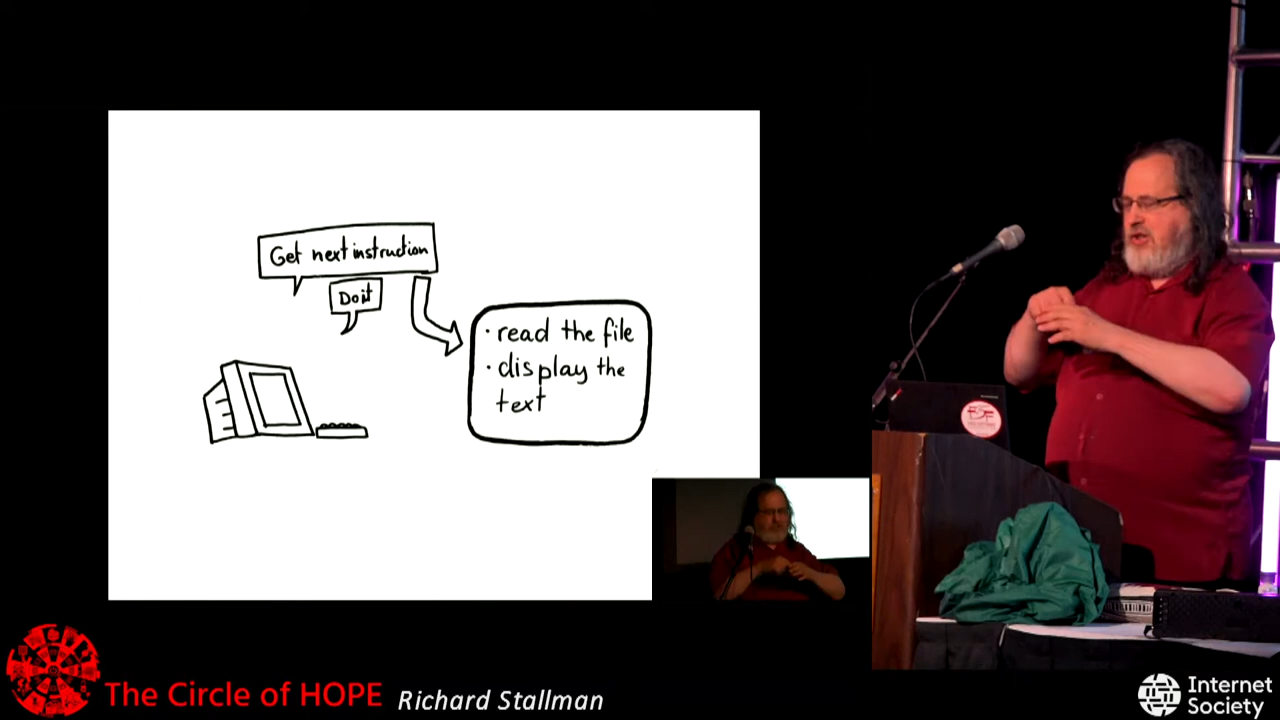 Get next instruction
Do it
· read the file
· display the
text
FSF
The Circle of HOPE
Richard Stallman
Internet
Society